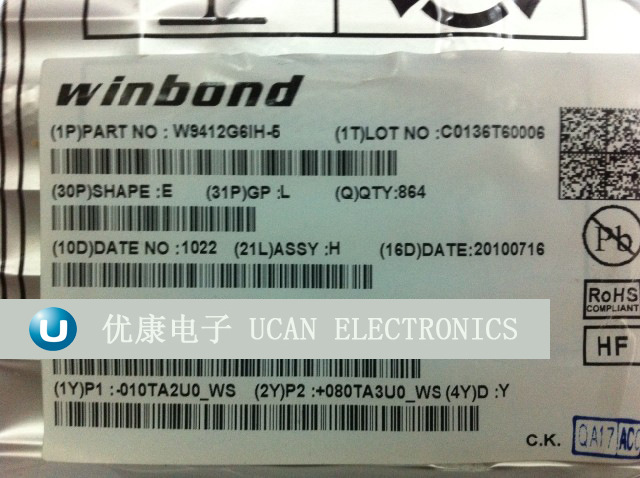 winbond
(1P)PART NO : W9412G6IH-5 (1T)LOT NO :C0136T60006
(30P)SHAPE :E (31P)GP :L (Q)QTY:864
(10D)DATE NO :1022 (21L)ASSY :H (16D)DATE:20100716
Pb
RoHS
COMPLIANT
U 优康电子 UCAN ELECTRONICS
HF
(1Y)P1 :-010TA2U0_WS (2Y)P2 :+080TA3U0_WS (4Y)D :Y
C.K. QA17 ACC